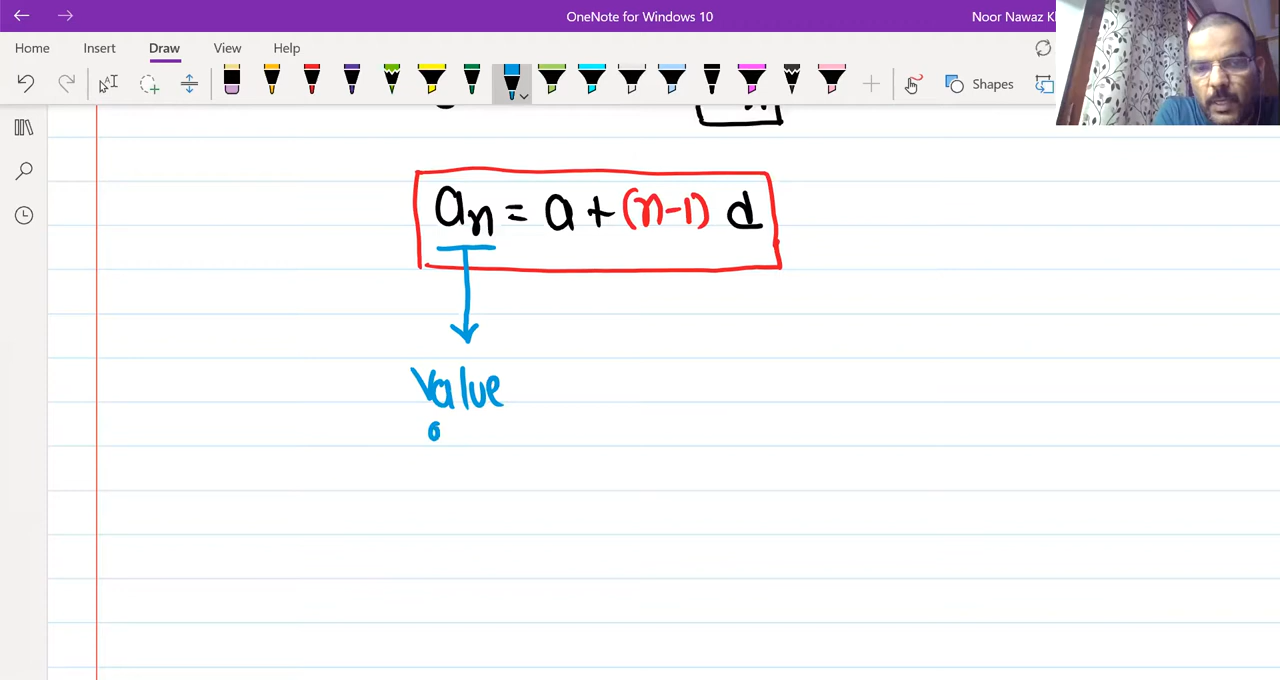 OneNote for Windows 10
Noor Nawaz
Home Insert Draw View Help
Shapes
an = a + (n-1) d
Value
o